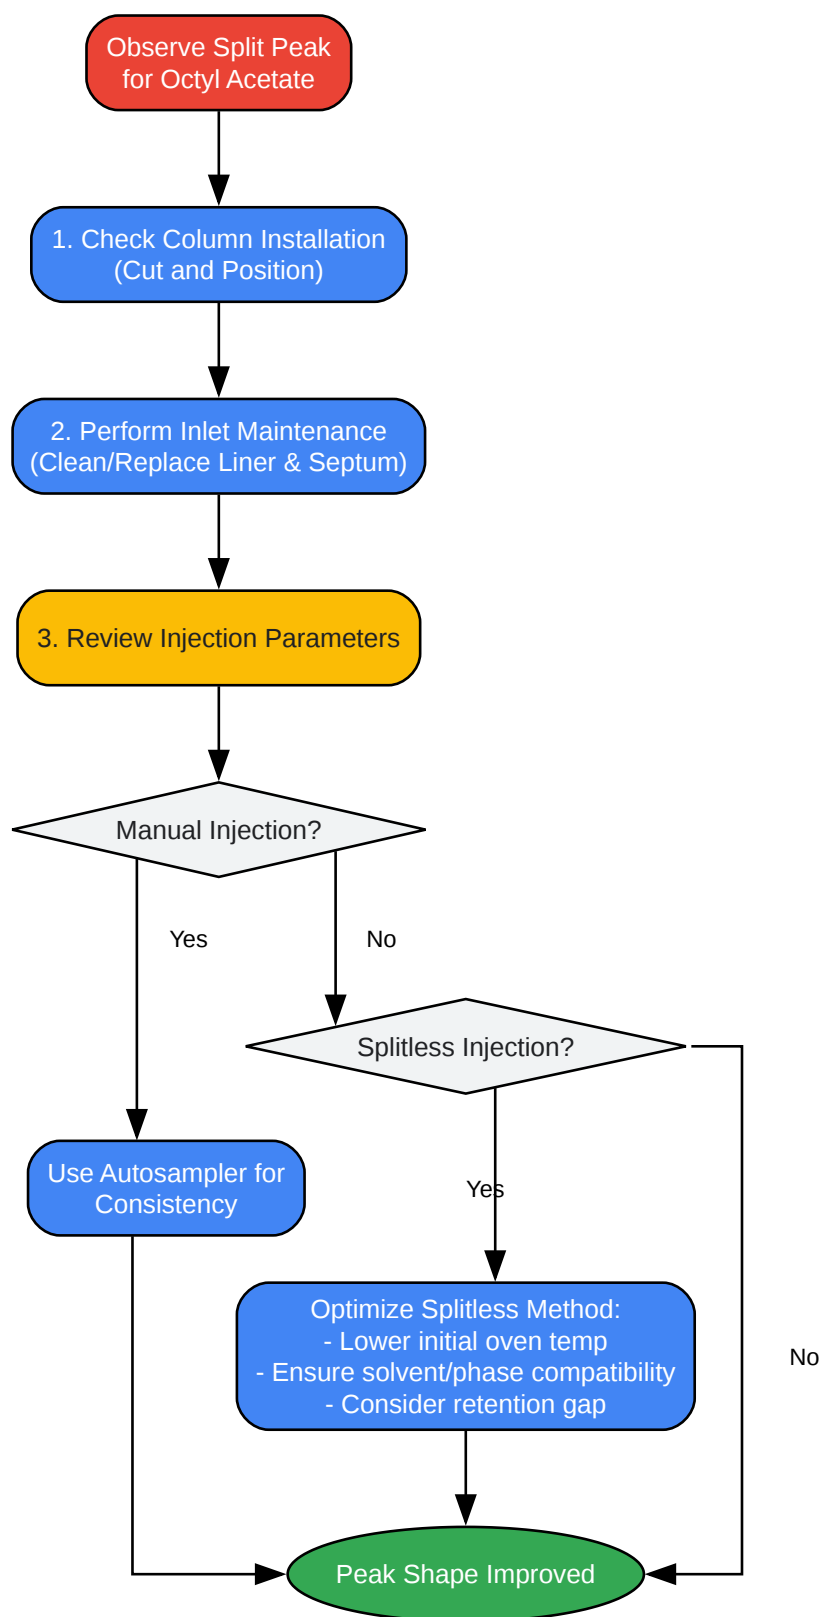 Observe Split Peak
for Octyl Acetate
1. Check Column Installation
(Cut and Position)
2. Perform Inlet Maintenance
(Clean/Replace Liner & Septum)
3. Review Injection Parameters
Manual Injection?
Yes
No
Splitless Injection?
Use Autosampler for
Consistency
Yes
Optimize Splitless Method:
- Lower initial oven temp
- Ensure solvent/phase compatibility
- Consider retention gap
No
Peak Shape Improved